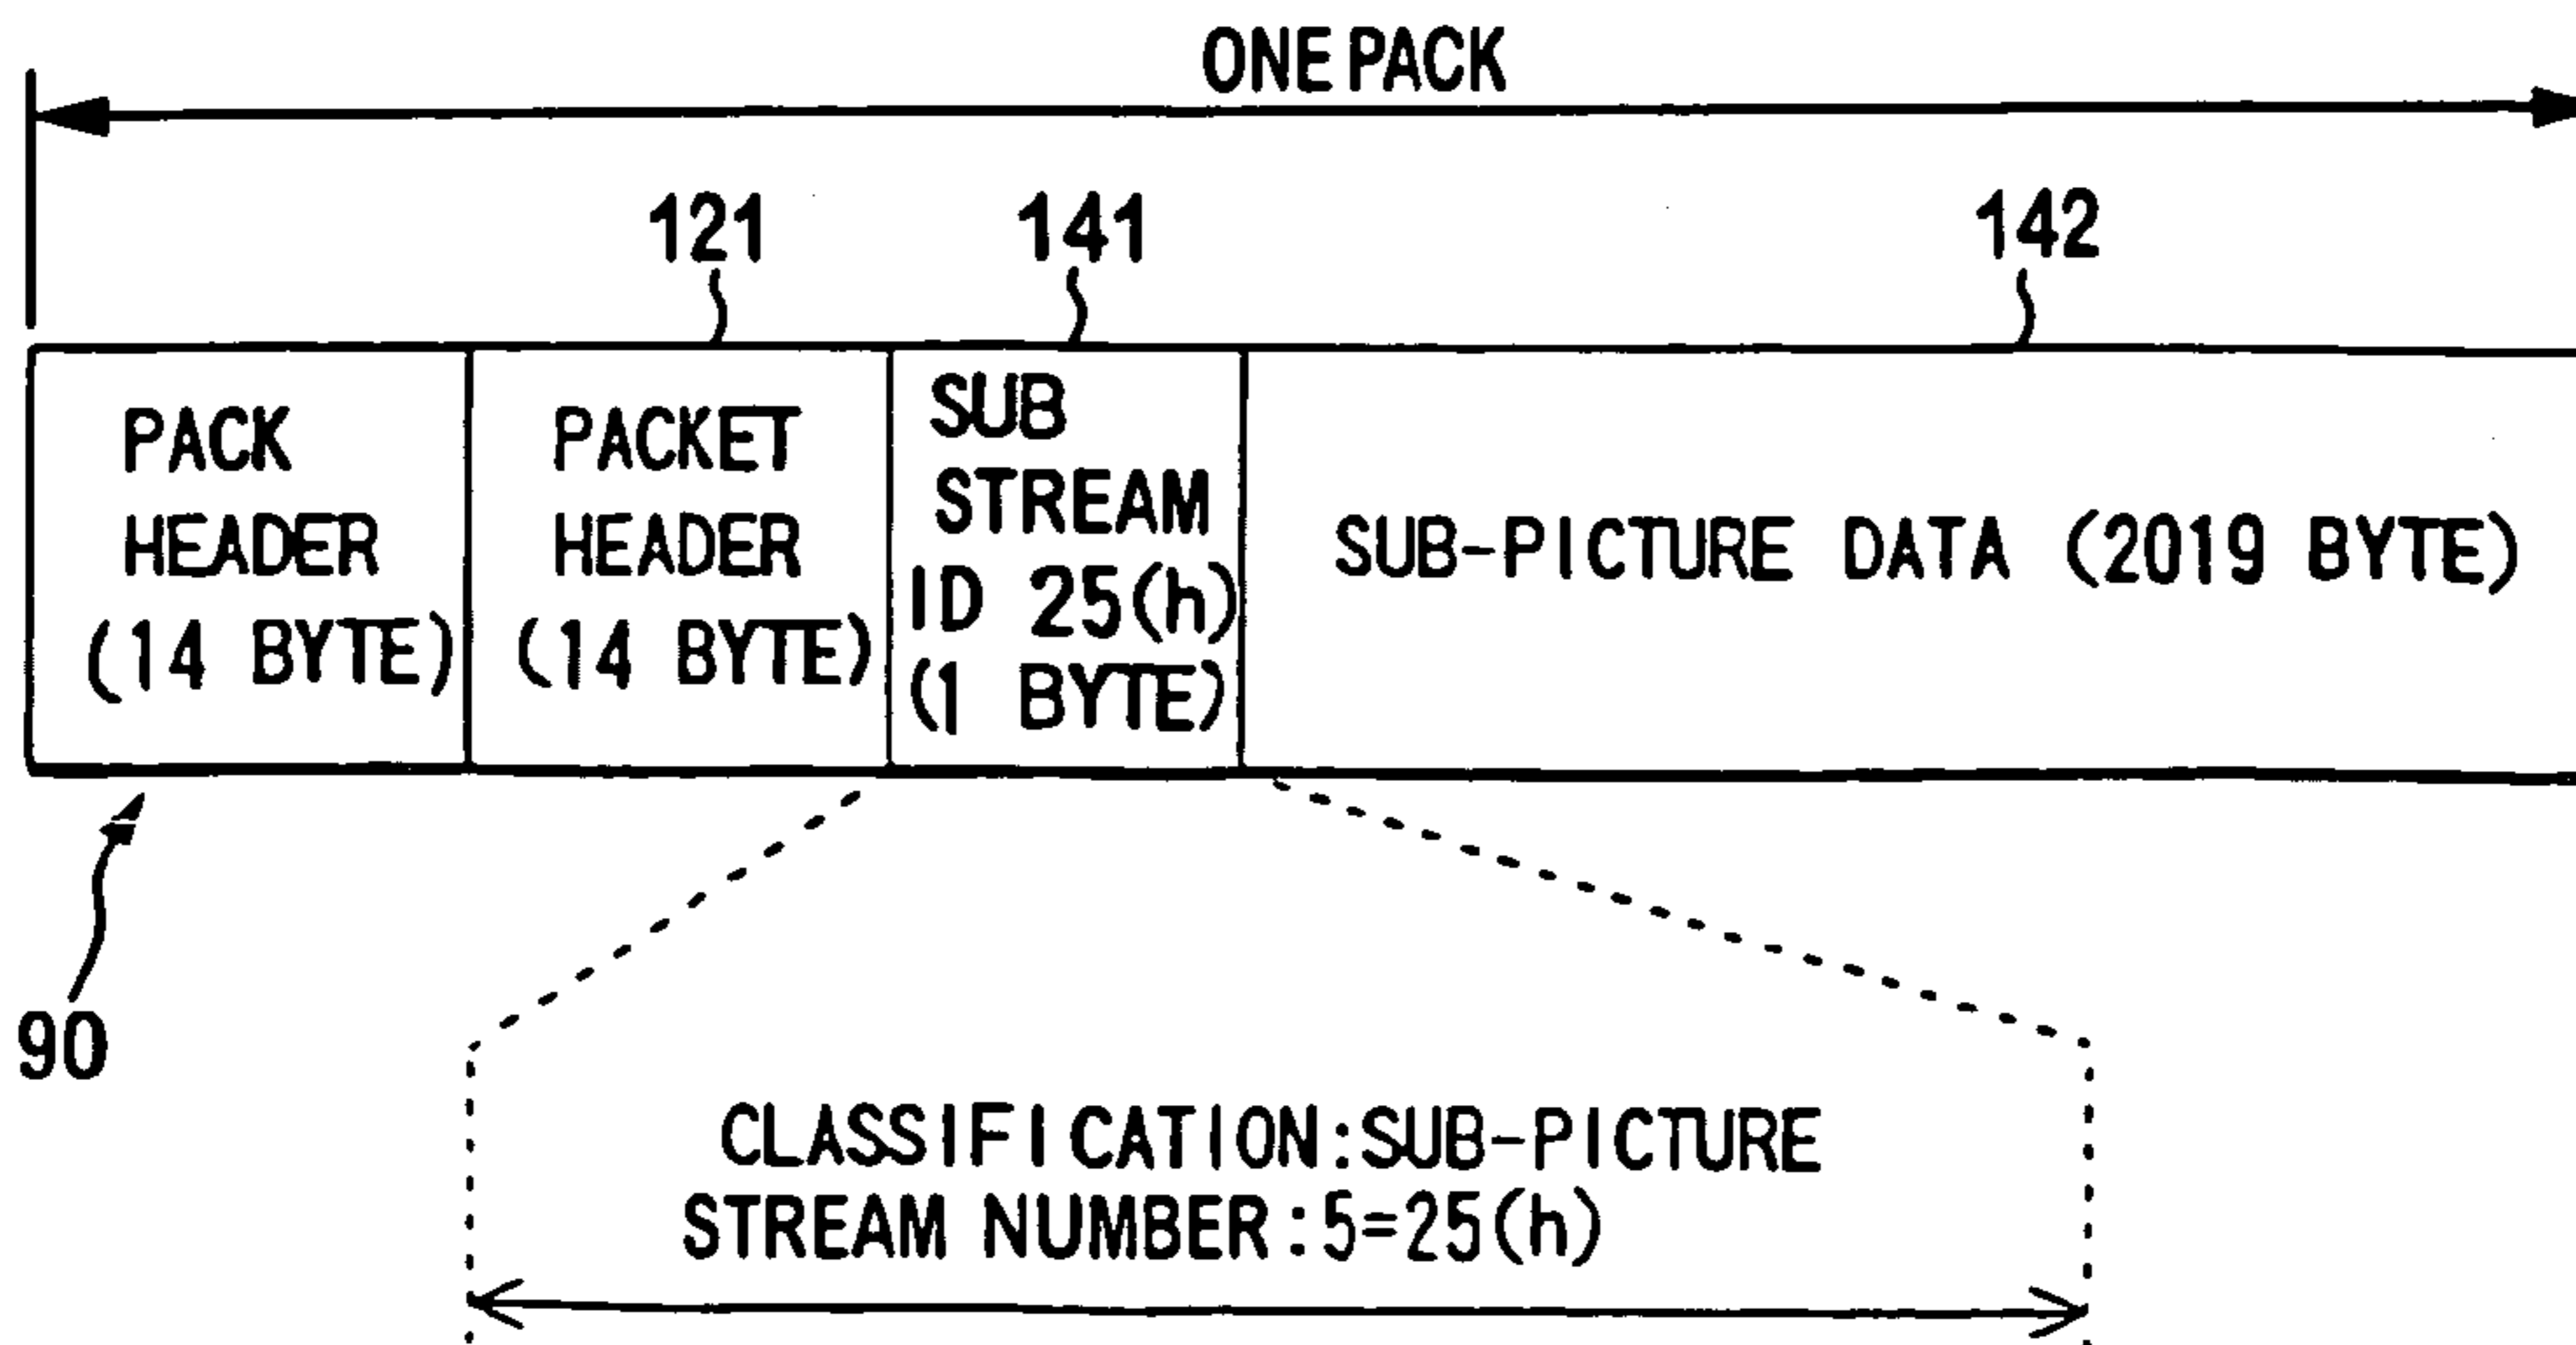 ONE PACK
121
141
142
PACK
HEADER
(14 BYTE)
PACKET
HEADER
(14 BYTE)
SUB
STREAM
ID 25(h)
(1 BYTE)
SUB-PICTURE DATA (2019 BYTE)
90
CLASSIFICATION:SUB-PICTURE
STREAM NUMBER:5=25(h)